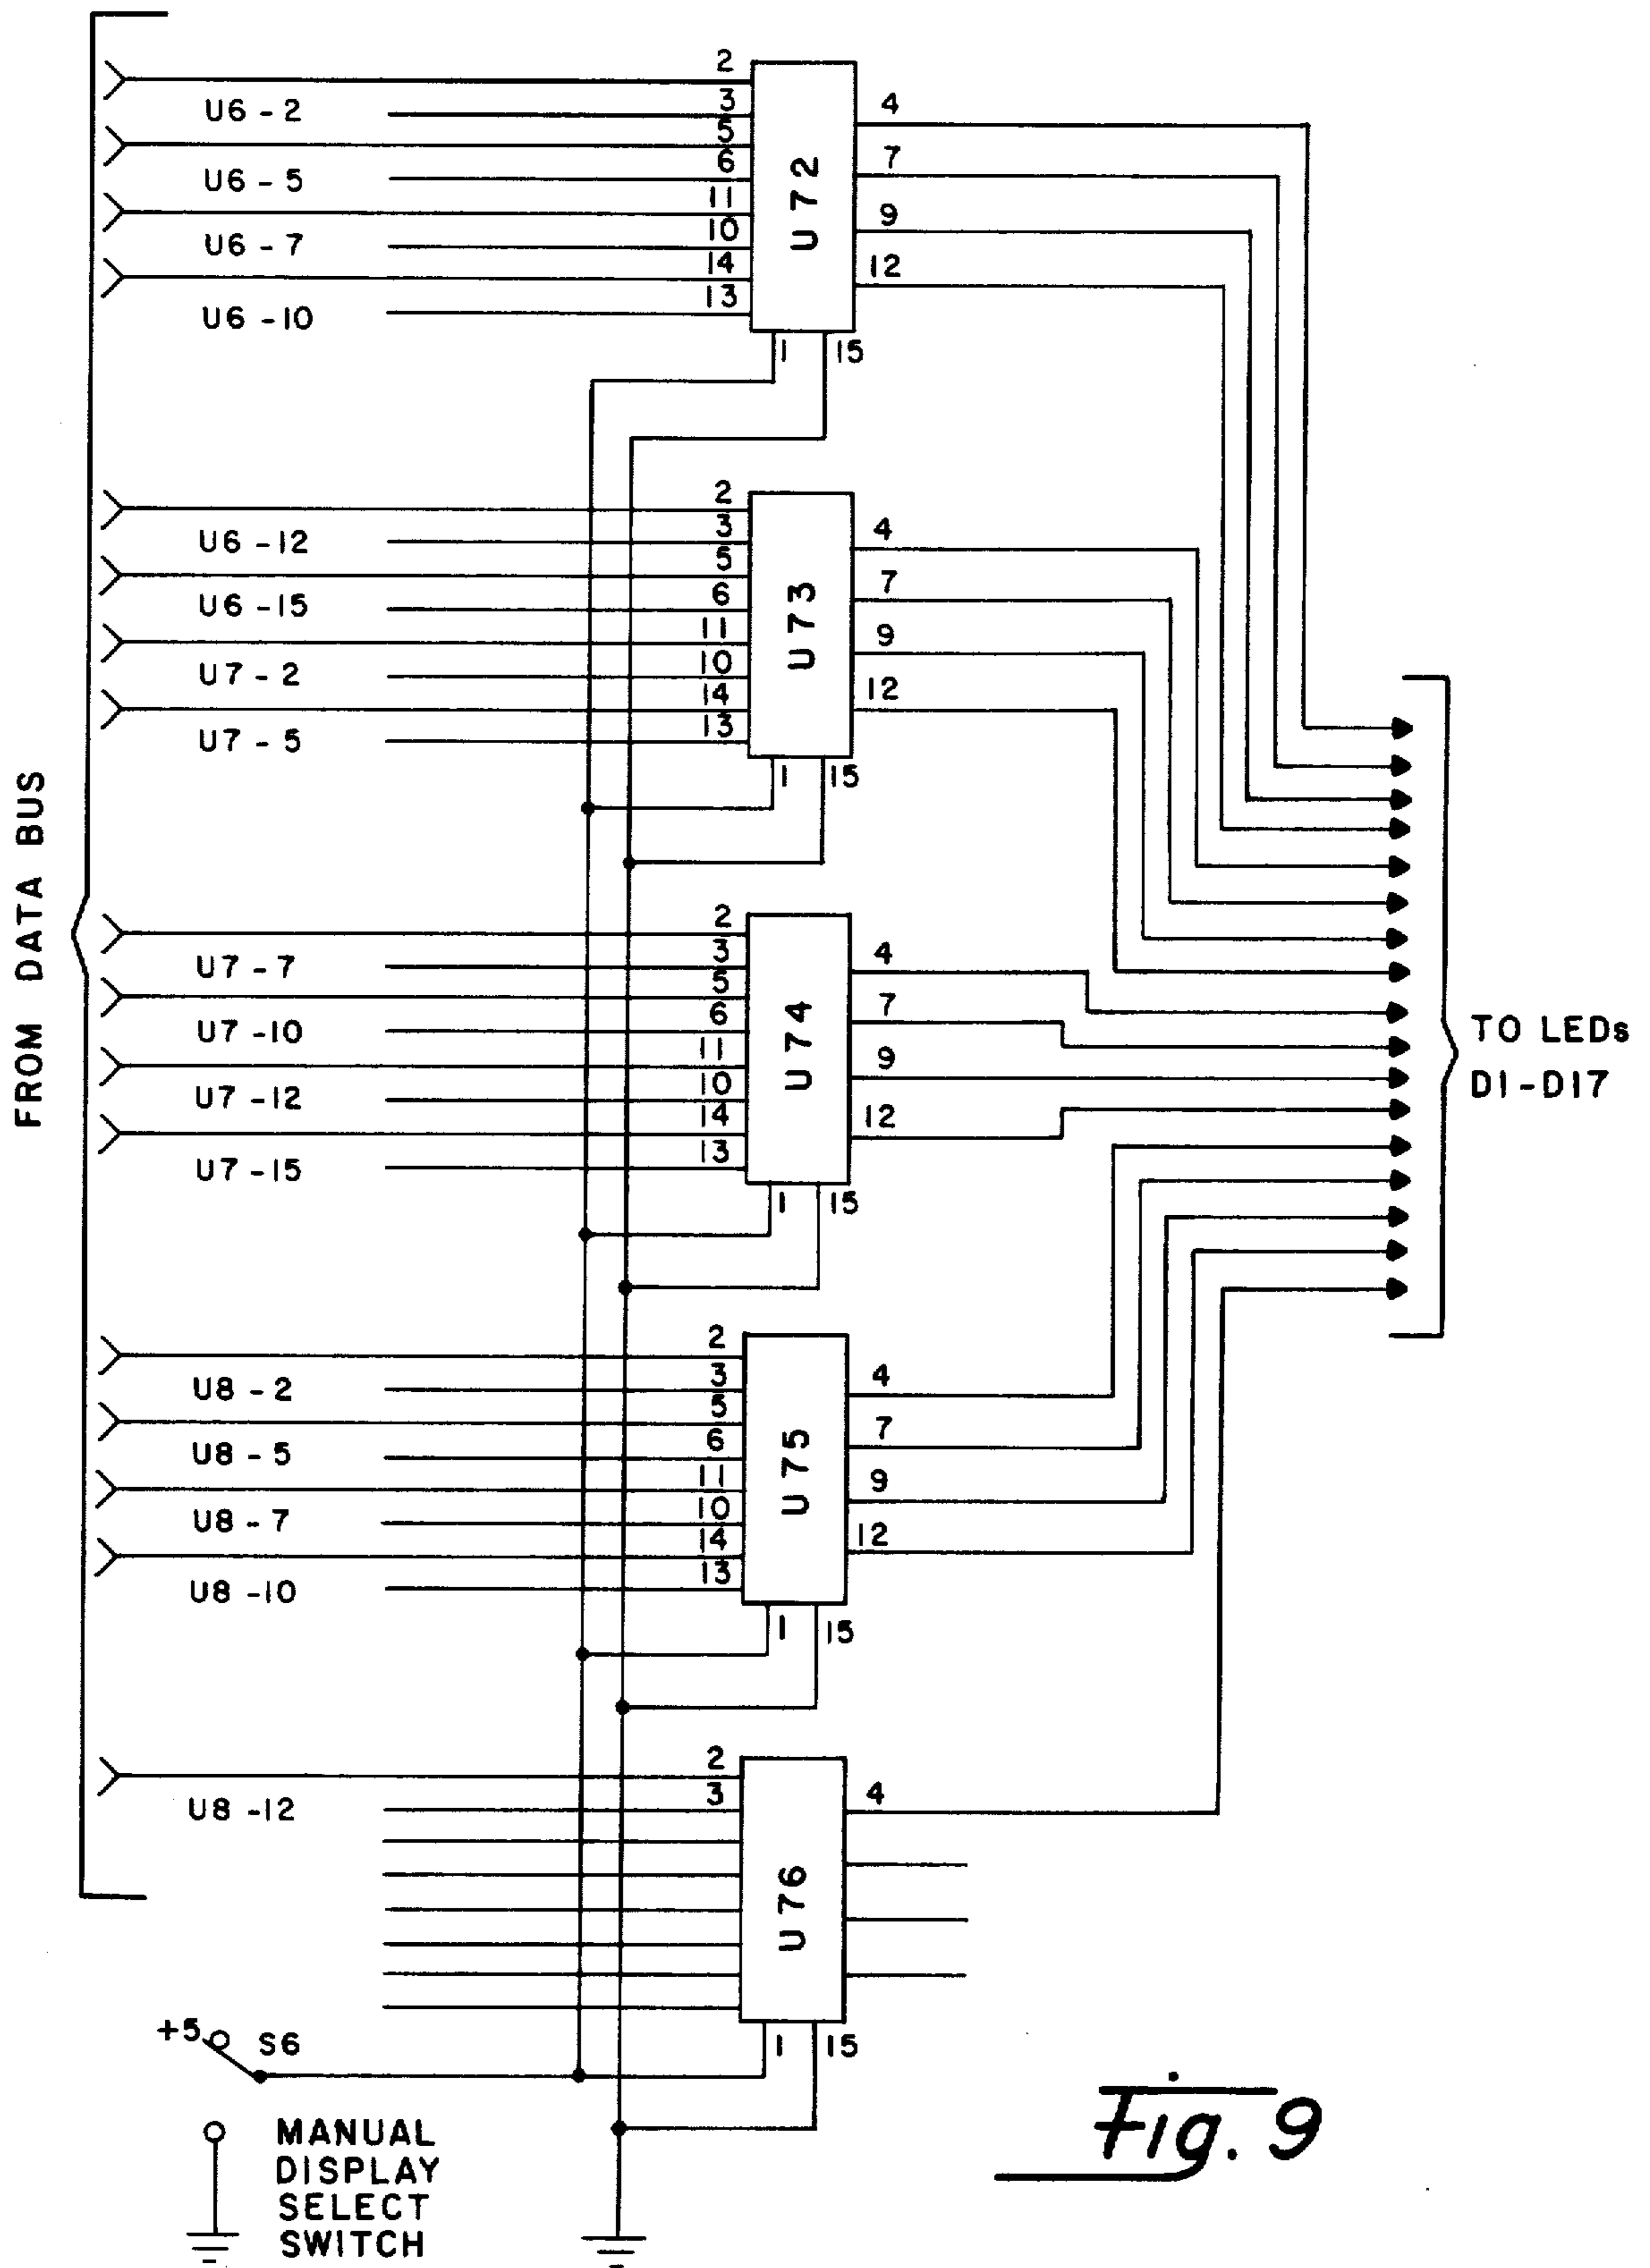 2
U6-2 3
5
U6-5 6
11
U6-7 10
14
U6-10 13
U72
4
7
9
12
1 15
2
U6-12 3
5
U6-15 6
11
U7-2 10
14
U7-5 13
U73
4
7
9
12
1 15
FROM DATA BUS
2
U7-7 3
5
U7-10 6
11
U7-12 10
14
U7-15 13
U74
4
7
9
12
1 15
TO LEDs
D1-D17
2
U8-2 3
5
U8-5 6
11
U8-7 10
14
U8-10 13
U75
4
7
9
12
1 15
2
U8-12 3
U76
4
1 15
+5 S6
MANUAL
DISPLAY
SELECT
SWITCH
Fig. 9